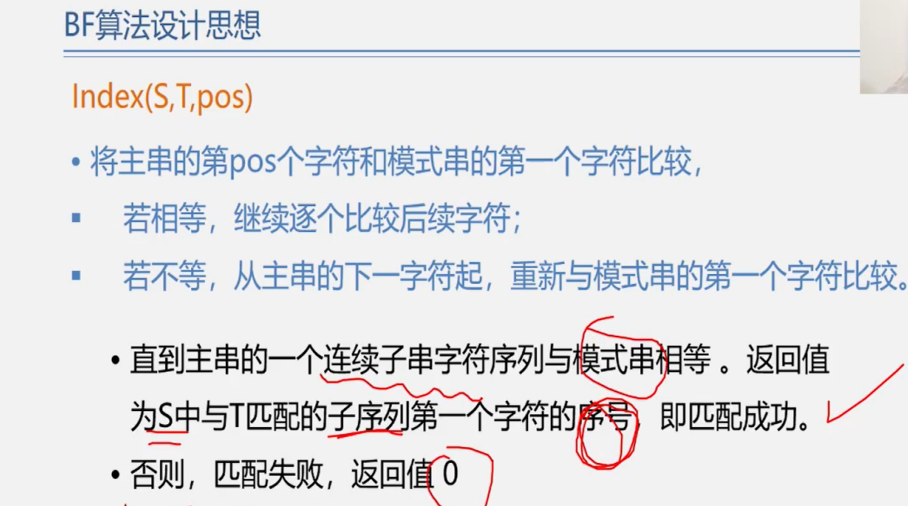 BF算法设计思想
Index(S,T,pos)
• 将主串的第pos个字符和模式串的第一个字符比较，
▪ 若相等，继续逐个比较后续字符；
▪ 若不等，从主串的下一字符起，重新与模式串的第一个字符比较。
• 直到主串的一个连续子串字符序列与模式串相等 。返回值
为S中与T匹配的子序列第一个字符的序号，即匹配成功。
• 否则，匹配失败，返回值 0